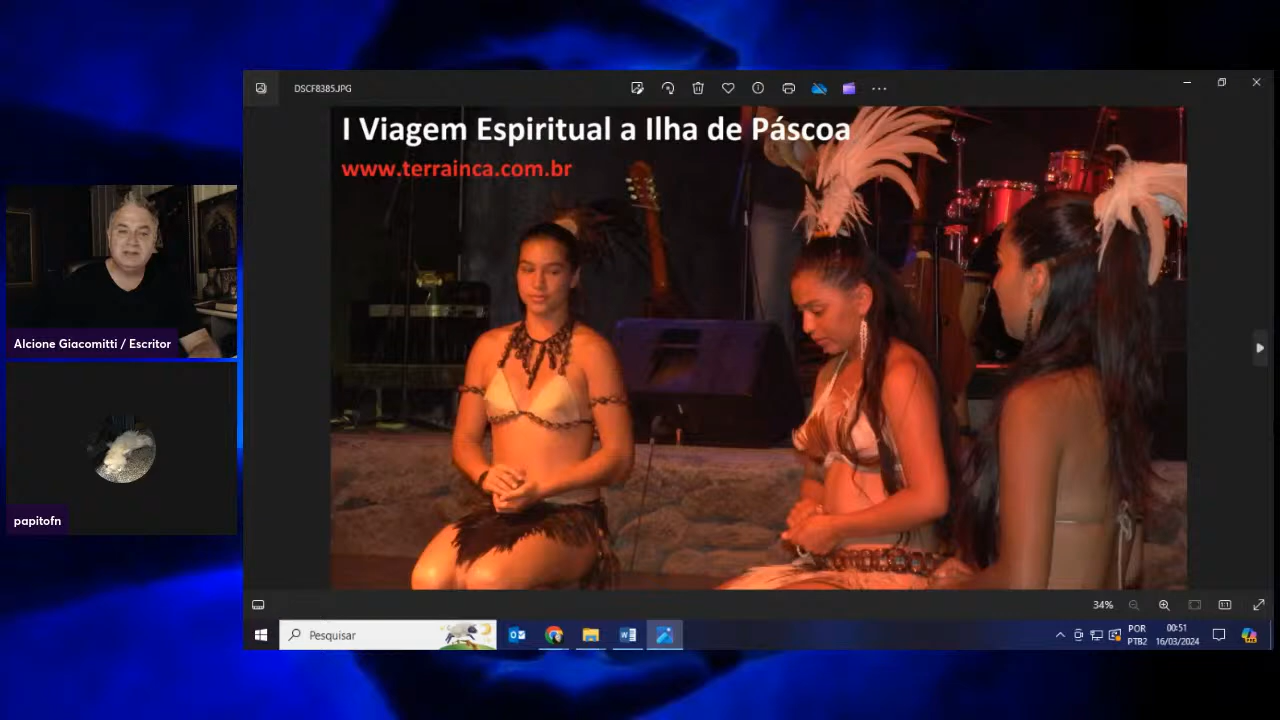 DSCF8385.JPG
I Viagem Espiritual a Ilha de Páscoa
www.terrainca.com.br
Alcione Giacomitti / Escritor
papitofn
34%
Pesquisar
POR
PTB2
00:51
16/03/2024